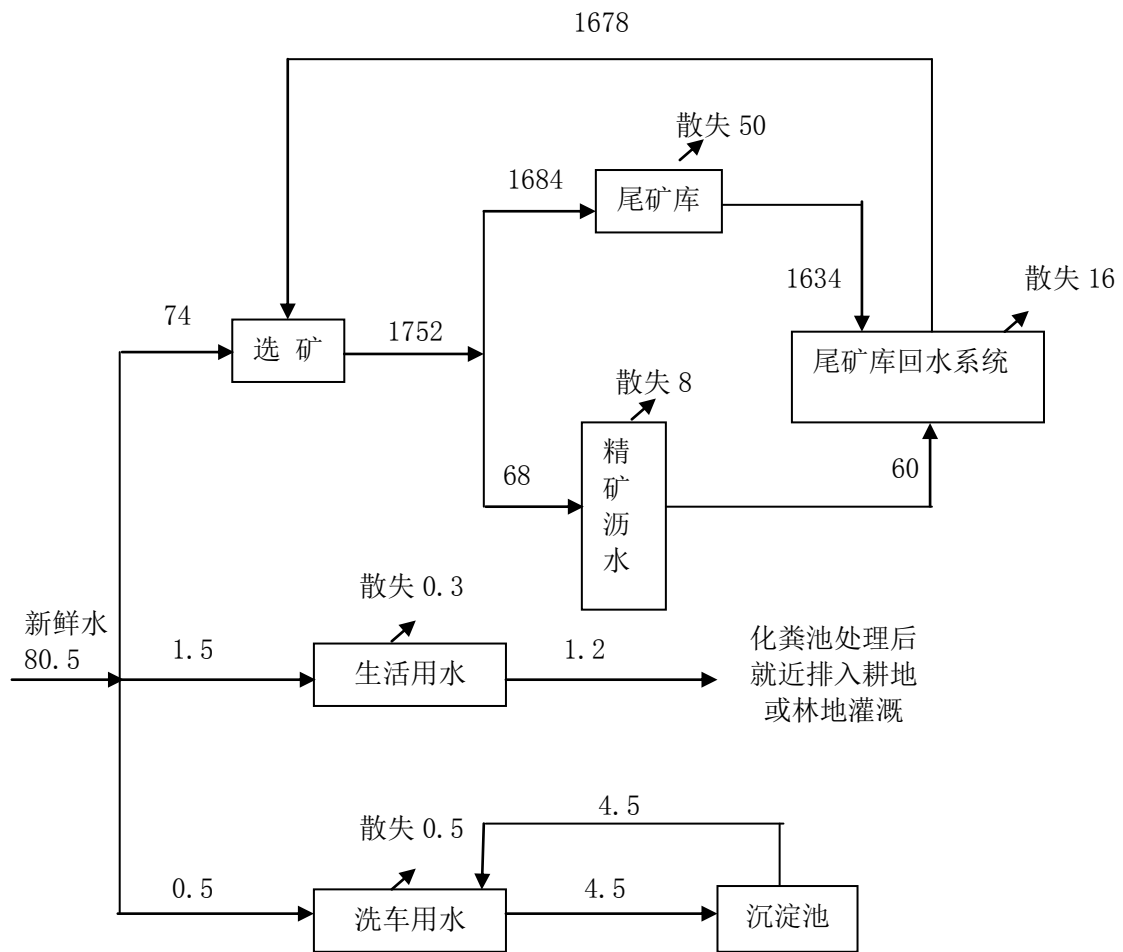 1678
散失 50
1684
尾矿库
1634
散失 16
74
选 矿
1752
尾矿库回水系统
散失 8
68
精
矿
沥
水
60
新鲜水
80.5
散失 0.3
1.5
生活用水
1.2
化粪池处理后
就近排入耕地
或林地灌溉
4.5
散失 0.5
0.5
洗车用水
4.5
沉淀池